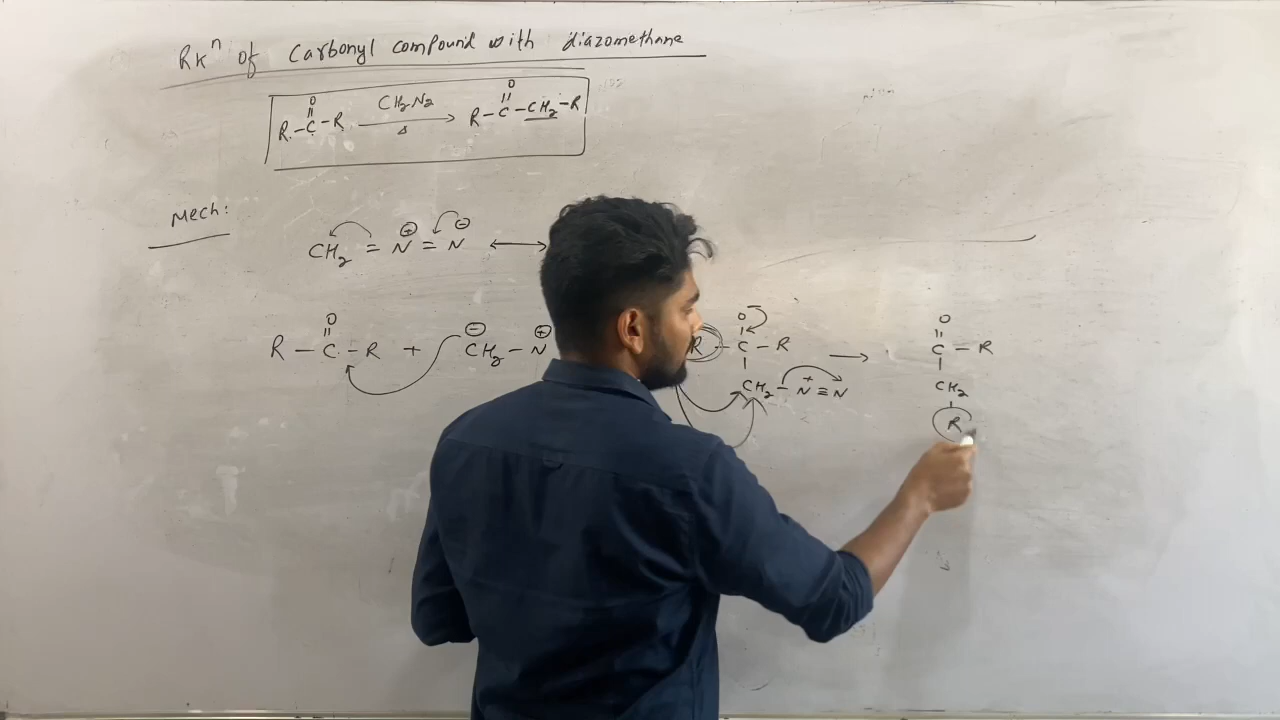 Rxⁿ of Carbonyl compound with diazomethane
R–C(=O)–R —CH₂N₂, Δ→ R–C(=O)–CH₂–R
Mech:
CH₂ = N⊕ = N⊖ ⟷
R – C(=O) – R + ⊖CH₂ – N⊕
R – C(=O) – R →
CH₂ – N⁺ ≡ N
O
||
C – R
|
CH₂
|
R